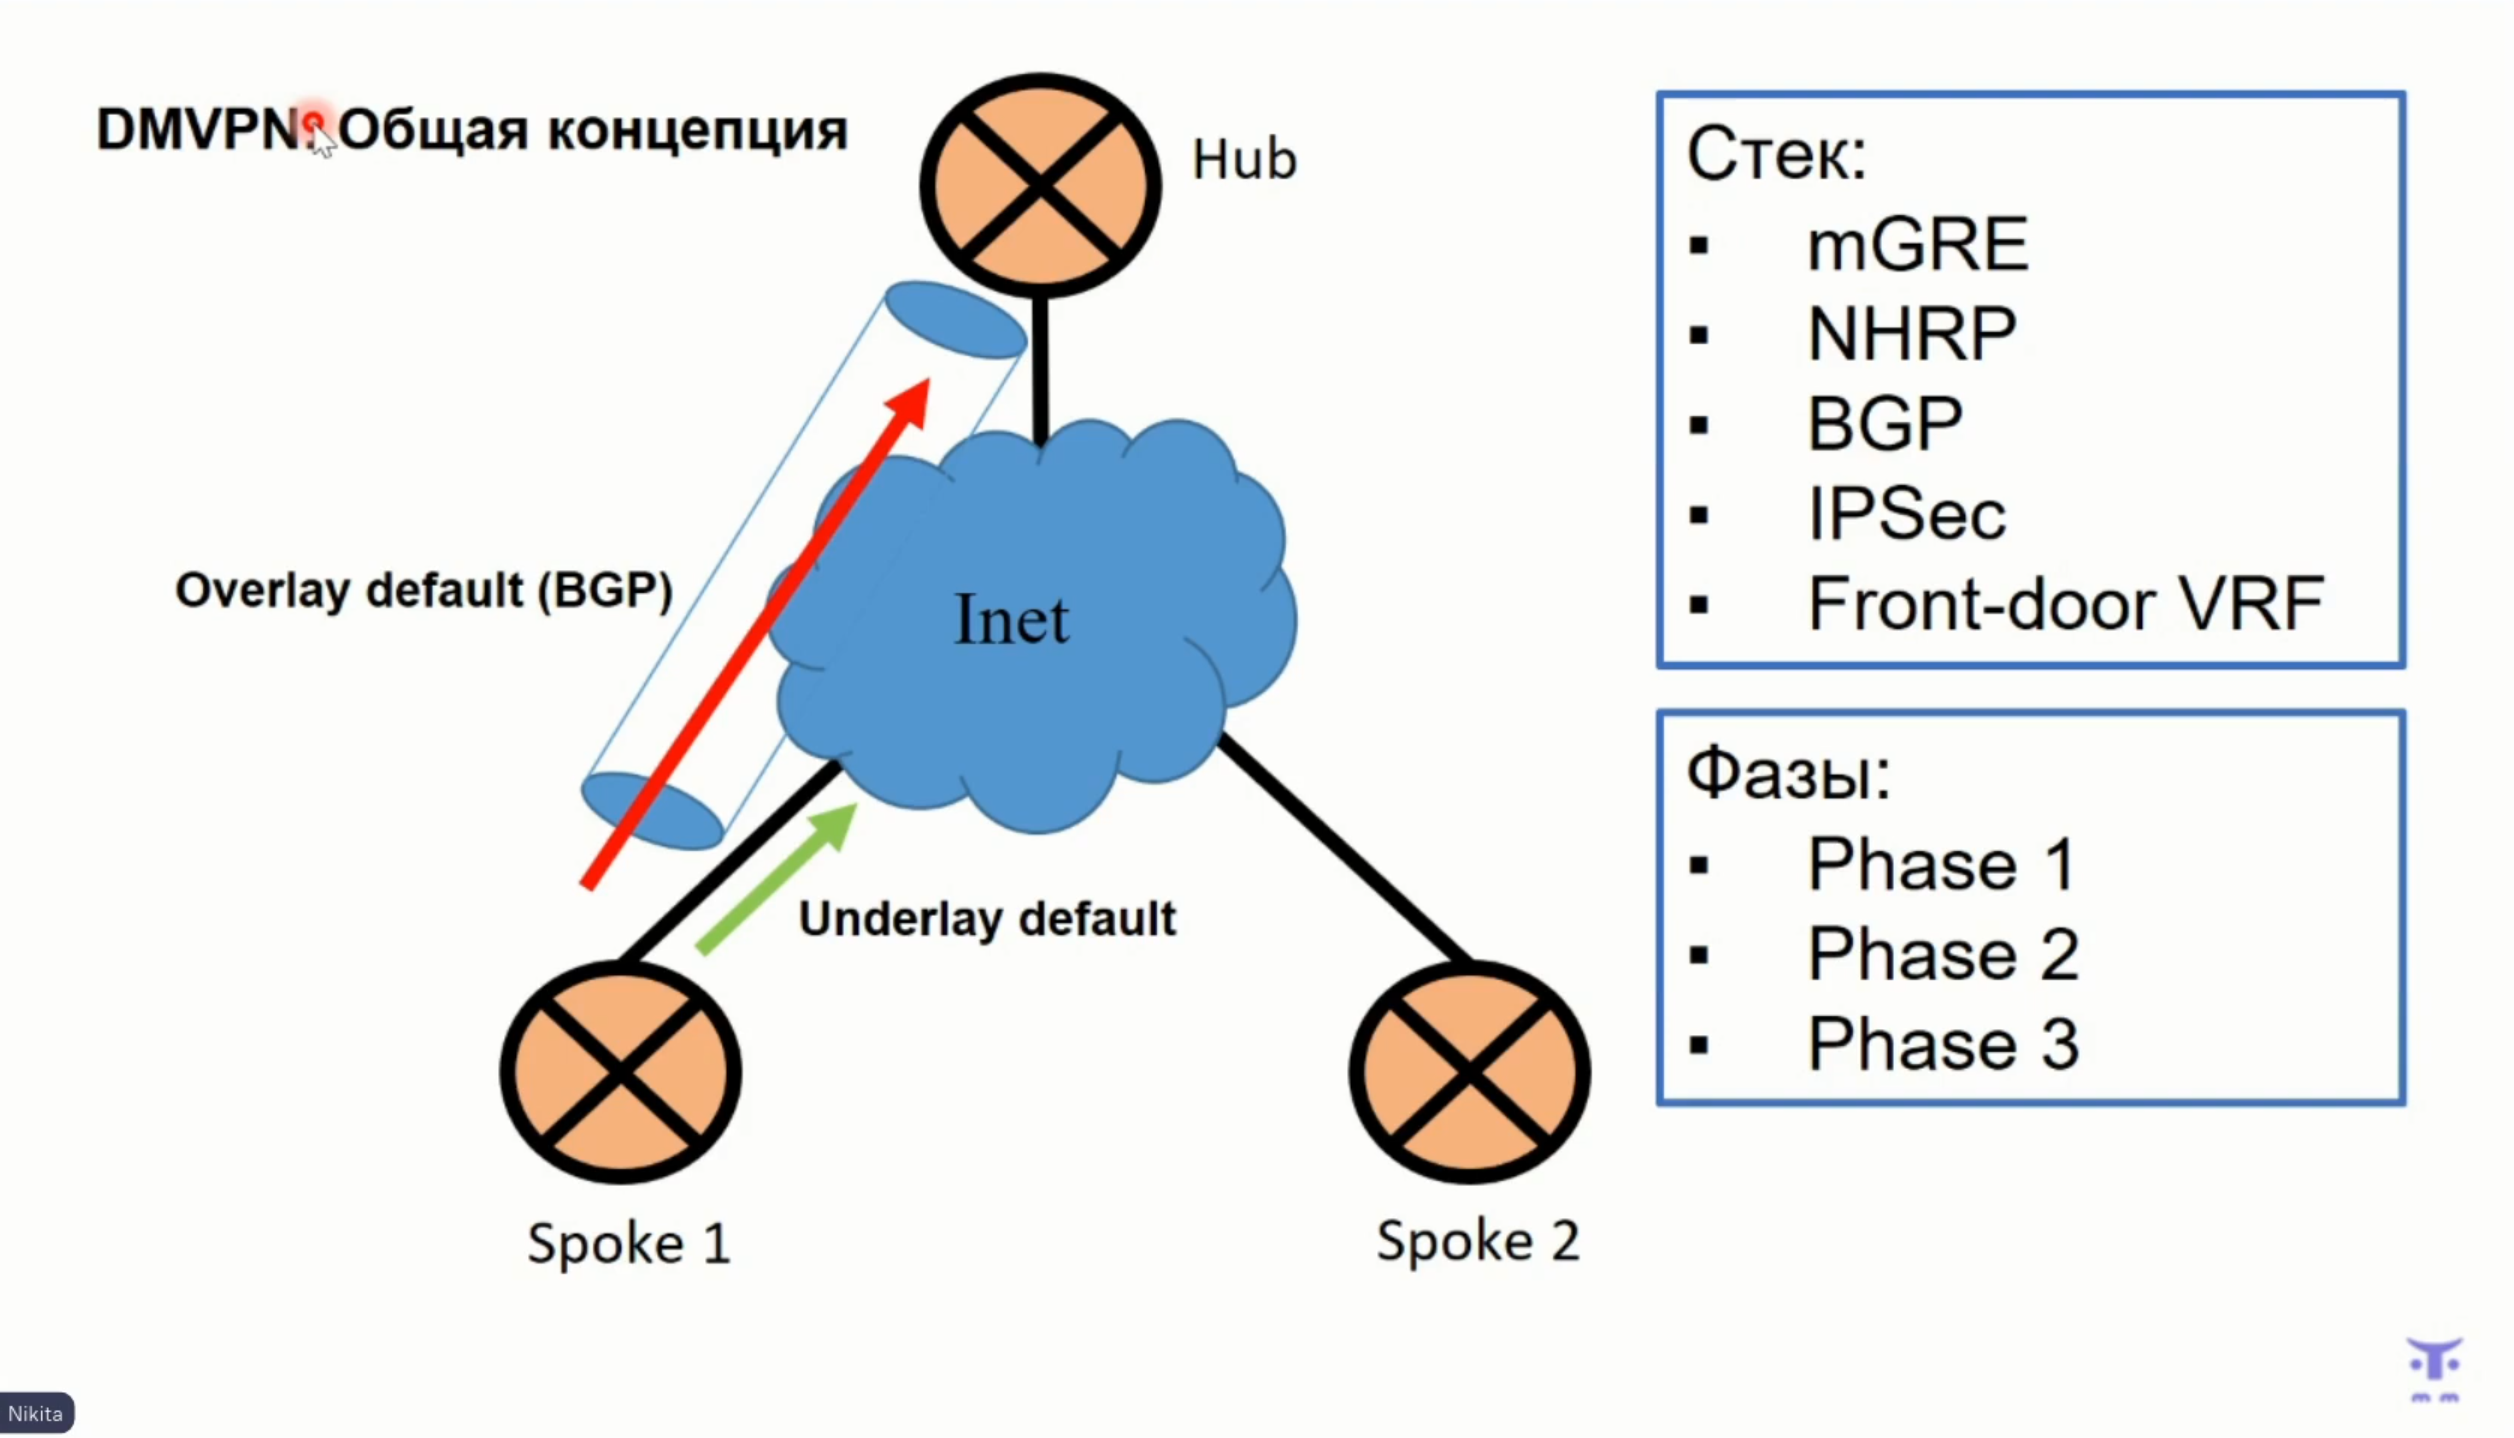 DMVPN: Общая концепция
Hub
Overlay default (BGP)
Inet
Underlay default
Spoke 1
Spoke 2
Стек:
▪ mGRE
▪ NHRP
▪ BGP
▪ IPSec
▪ Front-door VRF
Фазы:
▪ Phase 1
▪ Phase 2
▪ Phase 3
Nikita